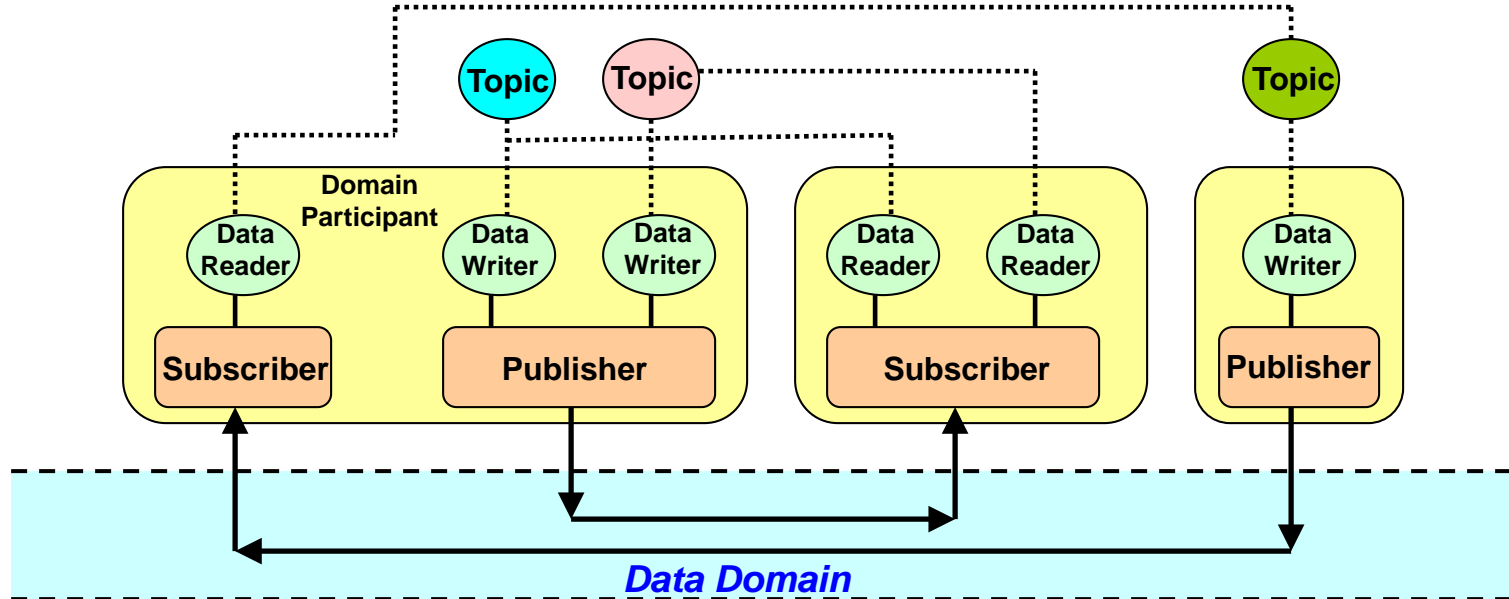 Topic
Topic
Topic
Domain
Participant
Data
Reader
Data
Writer
Data
Writer
Data
Reader
Data
Reader
Data
Writer
Subscriber
Publisher
Subscriber
Publisher
Data Domain